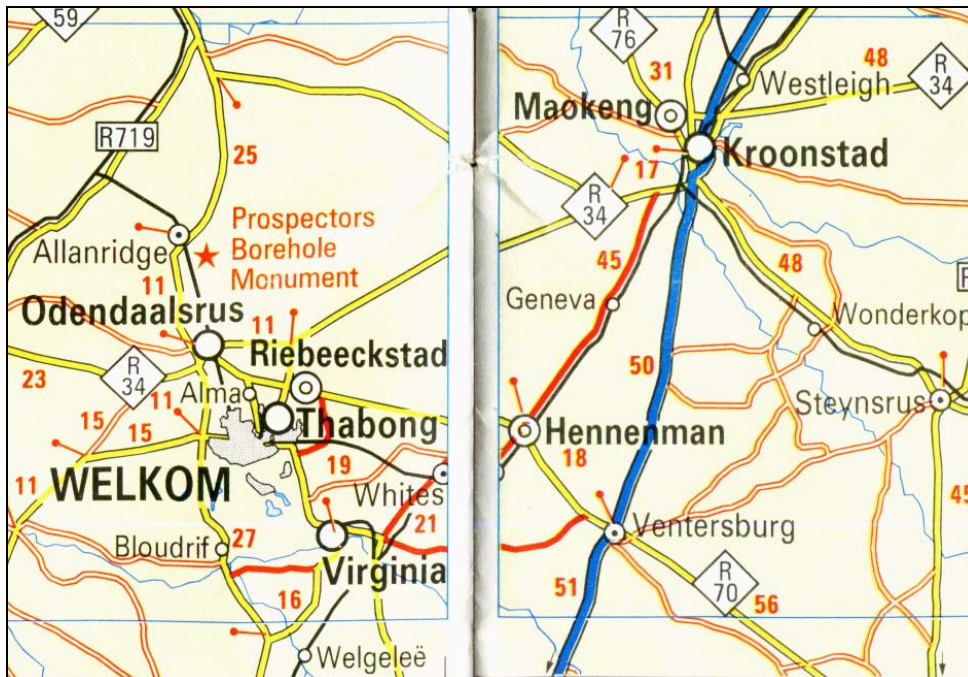 59
R719
25
Prospectors
Borehole
Monument
Allanridge
11
Odendaalsrus
11
Riebeeckstad
23
R
34
Alma
11
15
15
Thabong
11
WELKOM
19
Whites
21
Bloudrif
27
Virginia
16
Welgeleë
R
76
31
48
R
34
Westleigh
Maokeng
Kroonstad
17
R
34
45
48
Geneva
Wonderkop
50
Steynsrus
Hennenman
18
45
Ventersburg
51
R
70
56